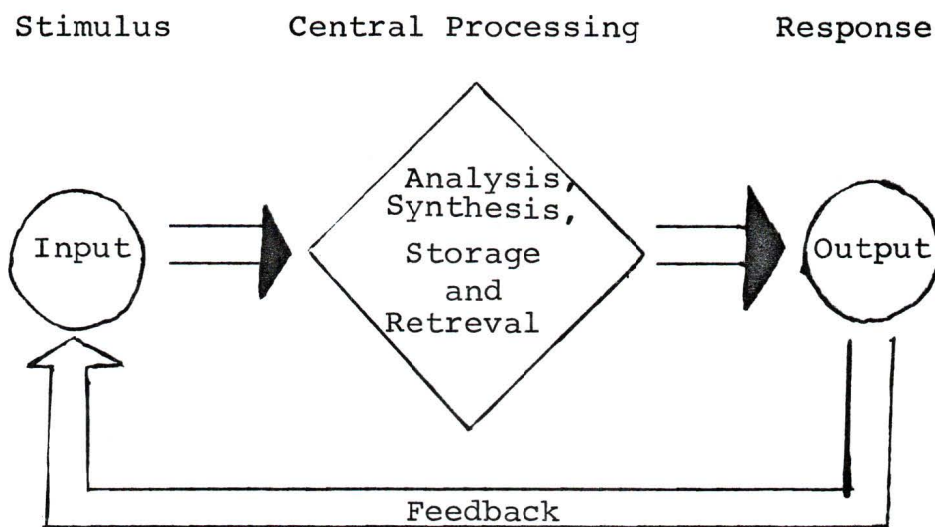 Stimulus Central Processing Response
Input
Analysis,
Synthesis,
Storage
and
Retreval
Output
Feedback